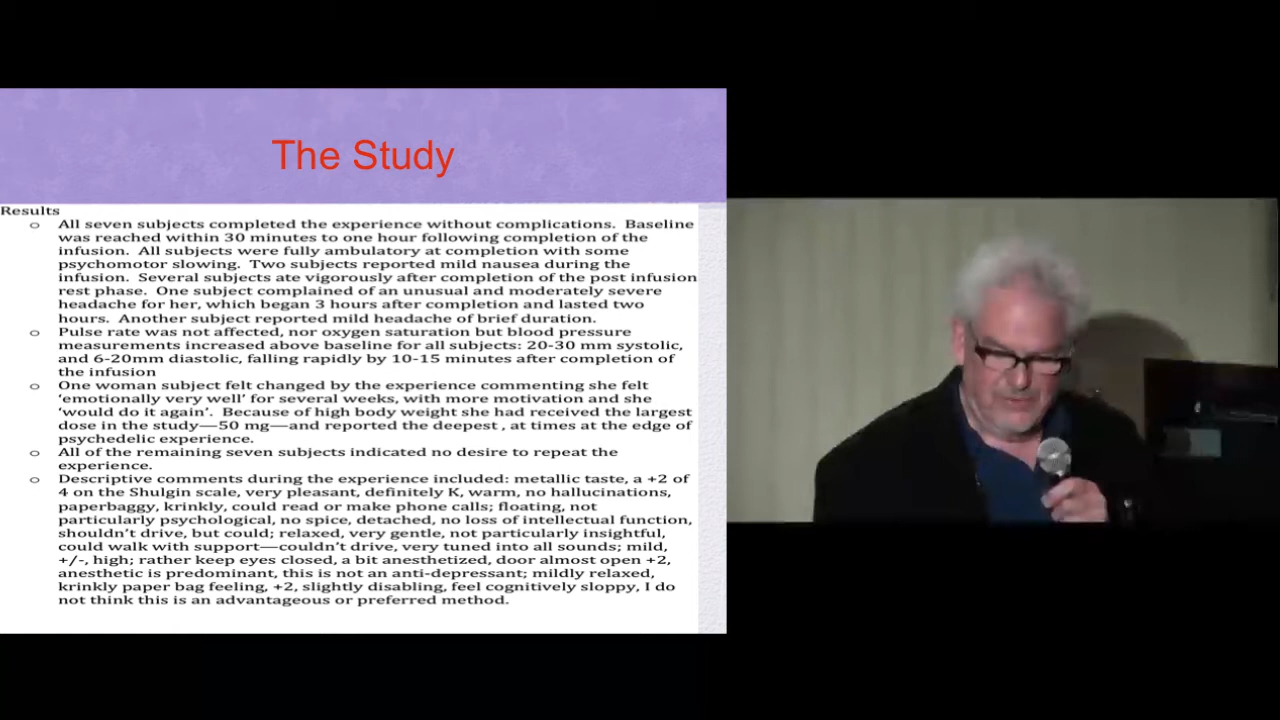 The Study
Results
o All seven subjects completed the experience without complications. Baseline
was reached within 30 minutes to one hour following completion of the
infusion. All subjects were fully ambulatory at completion with some
psychomotor slowing. Two subjects reported mild nausea during the
infusion. Several subjects ate vigorously after completion of the post infusion
rest phase. One subject complained of an unusual and moderately severe
headache for her, which began 3 hours after completion and lasted two
hours. Another subject reported mild headache of brief duration.
o Pulse rate was not affected, nor oxygen saturation but blood pressure
measurements increased above baseline for all subjects: 20-30 mm systolic,
and 6-20mm diastolic, falling rapidly by 10-15 minutes after completion of
the infusion
o One woman subject felt changed by the experience commenting she felt
‘emotionally very well’ for several weeks, with more motivation and she
‘would do it again’. Because of high body weight she had received the largest
dose in the study—50 mg—and reported the deepest , at times at the edge of
psychedelic experience.
o All of the remaining seven subjects indicated no desire to repeat the
experience.
o Descriptive comments during the experience included: metallic taste, a +2 of
4 on the Shulgin scale, very pleasant, definitely K, warm, no hallucinations,
paperbaggy, krinkly, could read or make phone calls; floating, not
particularly psychological, no spice, detached, no loss of intellectual function,
shouldn’t drive, but could; relaxed, very gentle, not particularly insightful,
could walk with support—couldn’t drive, very tuned into all sounds; mild,
+/-, high; rather keep eyes closed, a bit anesthetized, door almost open +2,
anesthetic is predominant, this is not an anti-depressant; mildly relaxed,
krinkly paper bag feeling, +2, slightly disabling, feel cognitively sloppy, I do
not think this is an advantageous or preferred method.